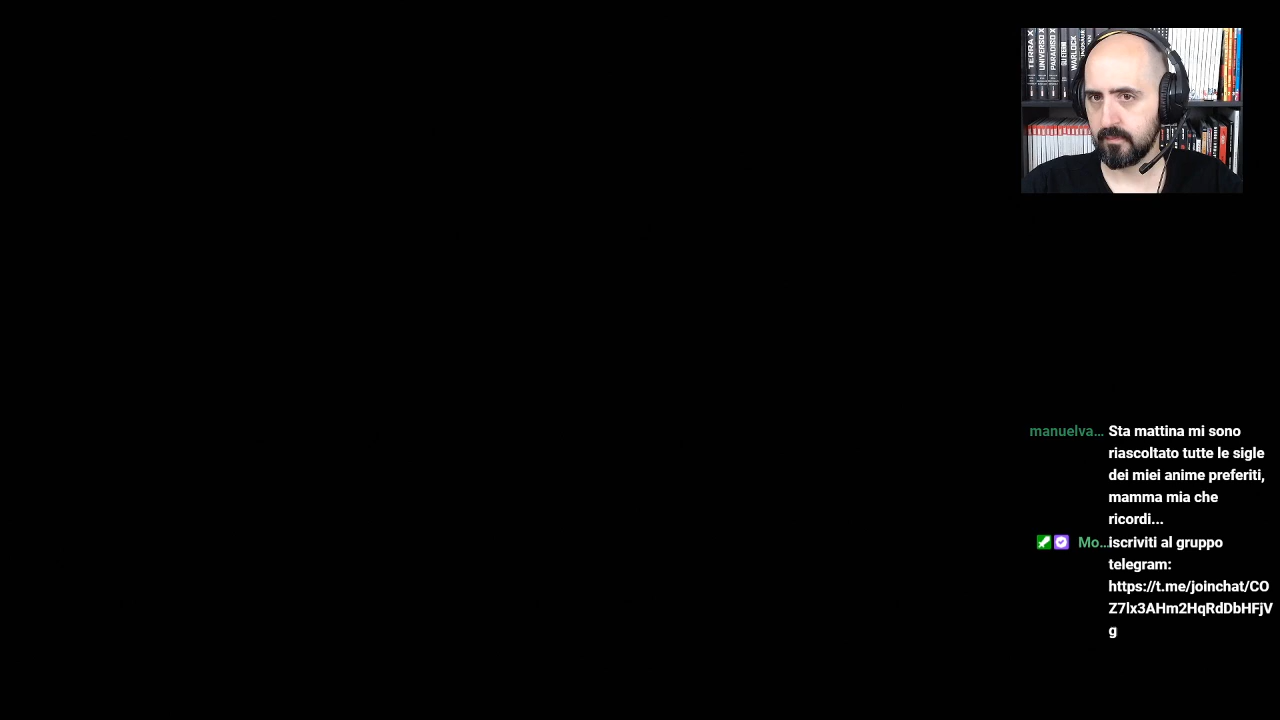 TERRA X
UNIVERSO X
PARADISO X
WARLOCK
manuelva... Sta mattina mi sono
riascoltato tutte le sigle
dei miei anime preferiti,
mamma mia che
ricordi...
Mo... iscriviti al gruppo
telegram:
https://t.me/joinchat/CO
Z7lx3AHm2HqRdDbHFjV
g